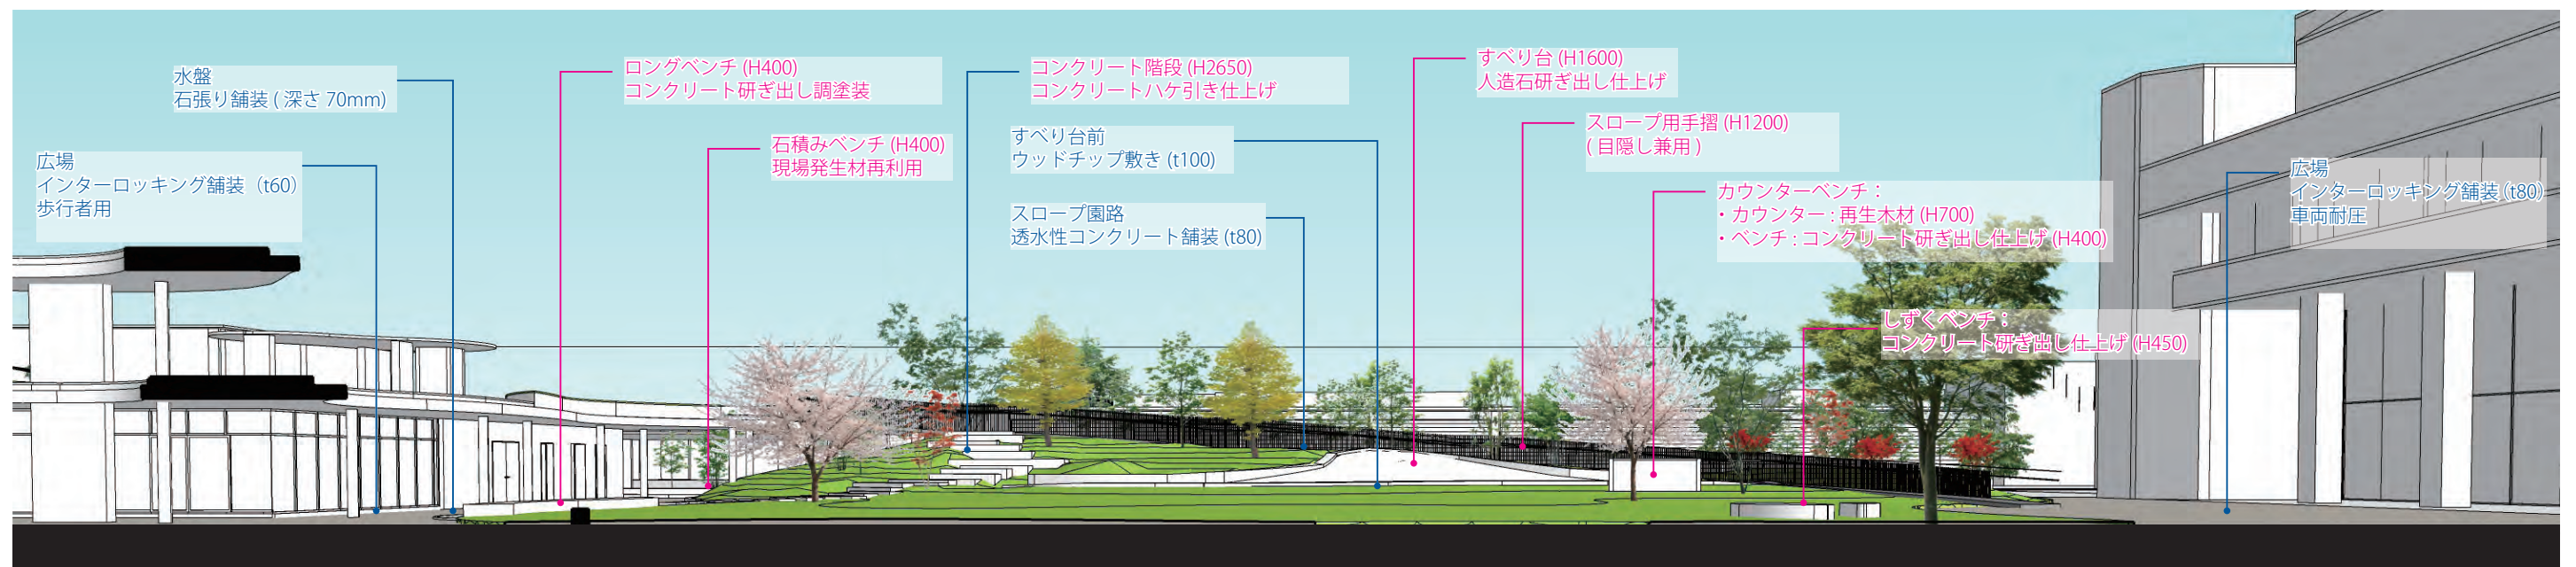 水盤
石張り舗装 ( 深さ 70mm)
広場
インターロッキング舗装（t60）
歩行者用
ロングベンチ (H400)
コンクリート研ぎ出し調塗装
石積みベンチ (H400)
現場発生材再利用
コンクリート階段 (H2650)
コンクリートハケ引き仕上げ
すべり台前
ウッドチップ敷き (t100)
スロープ園路
透水性コンクリート舗装 (t80)
すべり台 (H1600)
人造石研ぎ出し仕上げ
スロープ用手摺 (H1200)
( 目隠し兼用 )
カウンターベンチ：
・カウンター : 再生木材 (H700)
・ベンチ : コンクリート研ぎ出し仕上げ (H400)
しずくベンチ：
コンクリート研ぎ出し仕上げ (H450)
広場
インターロッキング舗装（t80）
車両耐圧